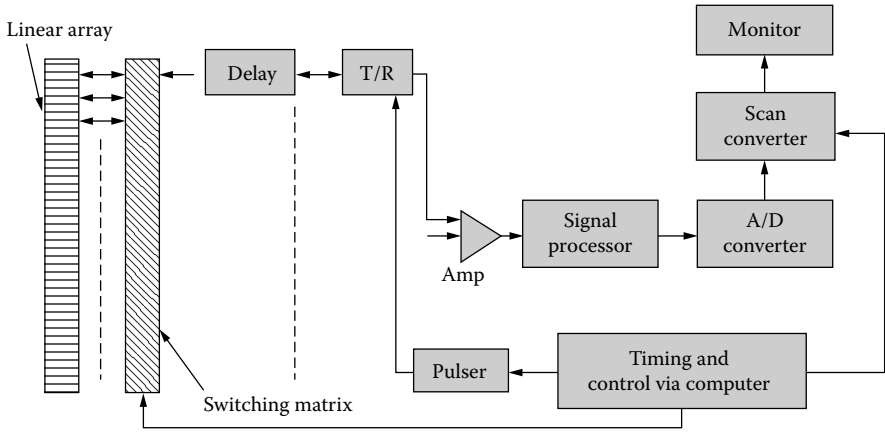 Linear array
Delay
T/R
Monitor
Scan
converter
Signal
processor
A/D
converter
Amp
Pulser
Timing and
control via computer
Switching matrix